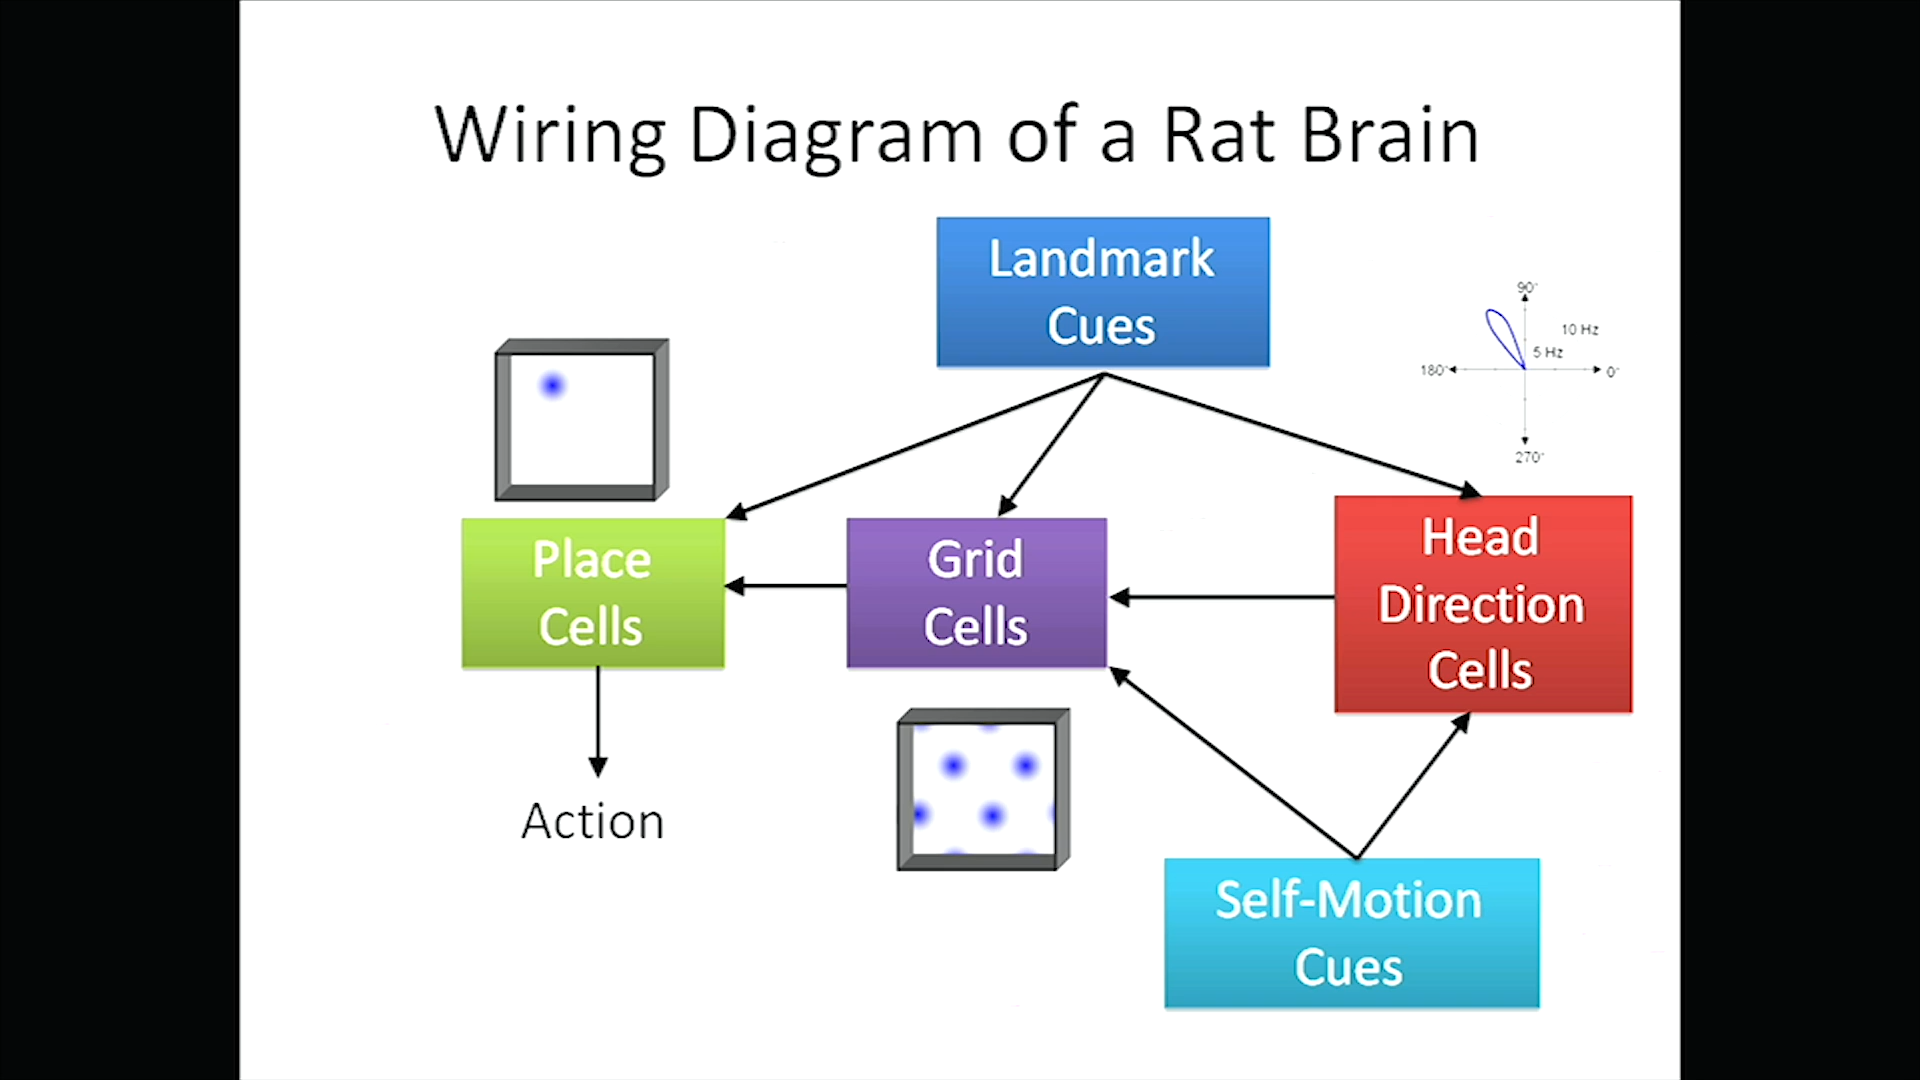 Wiring Diagram of a Rat Brain
Landmark
Cues
90°
10 Hz
5 Hz
180°
0°
270°
Place
Cells
Grid
Cells
Head
Direction
Cells
Action
Self-Motion
Cues